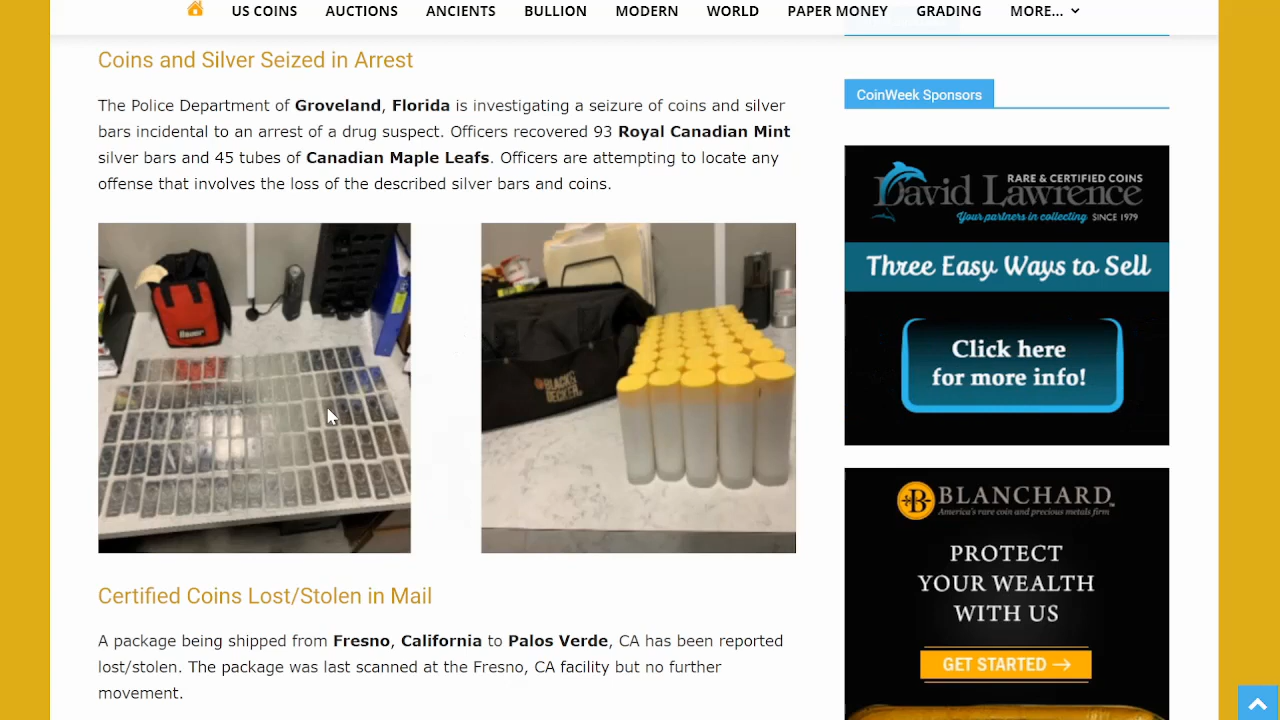 US COINS AUCTIONS ANCIENTS BULLION MODERN WORLD PAPER MONEY GRADING MORE...
Coins and Silver Seized in Arrest
The Police Department of Groveland, Florida is investigating a seizure of coins and silver
bars incidental to an arrest of a drug suspect. Officers recovered 93 Royal Canadian Mint
silver bars and 45 tubes of Canadian Maple Leafs. Officers are attempting to locate any
offense that involves the loss of the described silver bars and coins.
BLACK&
DECKER
Certified Coins Lost/Stolen in Mail
A package being shipped from Fresno, California to Palos Verde, CA has been reported
lost/stolen. The package was last scanned at the Fresno, CA facility but no further
movement.
CoinWeek Sponsors
RARE & CERTIFIED COINS
David Lawrence
Your partners in collecting SINCE 1979
Three Easy Ways to Sell
Click here
for more info!
B BLANCHARD
America's rare coin and precious metals firm
PROTECT
YOUR WEALTH
WITH US
GET STARTED →